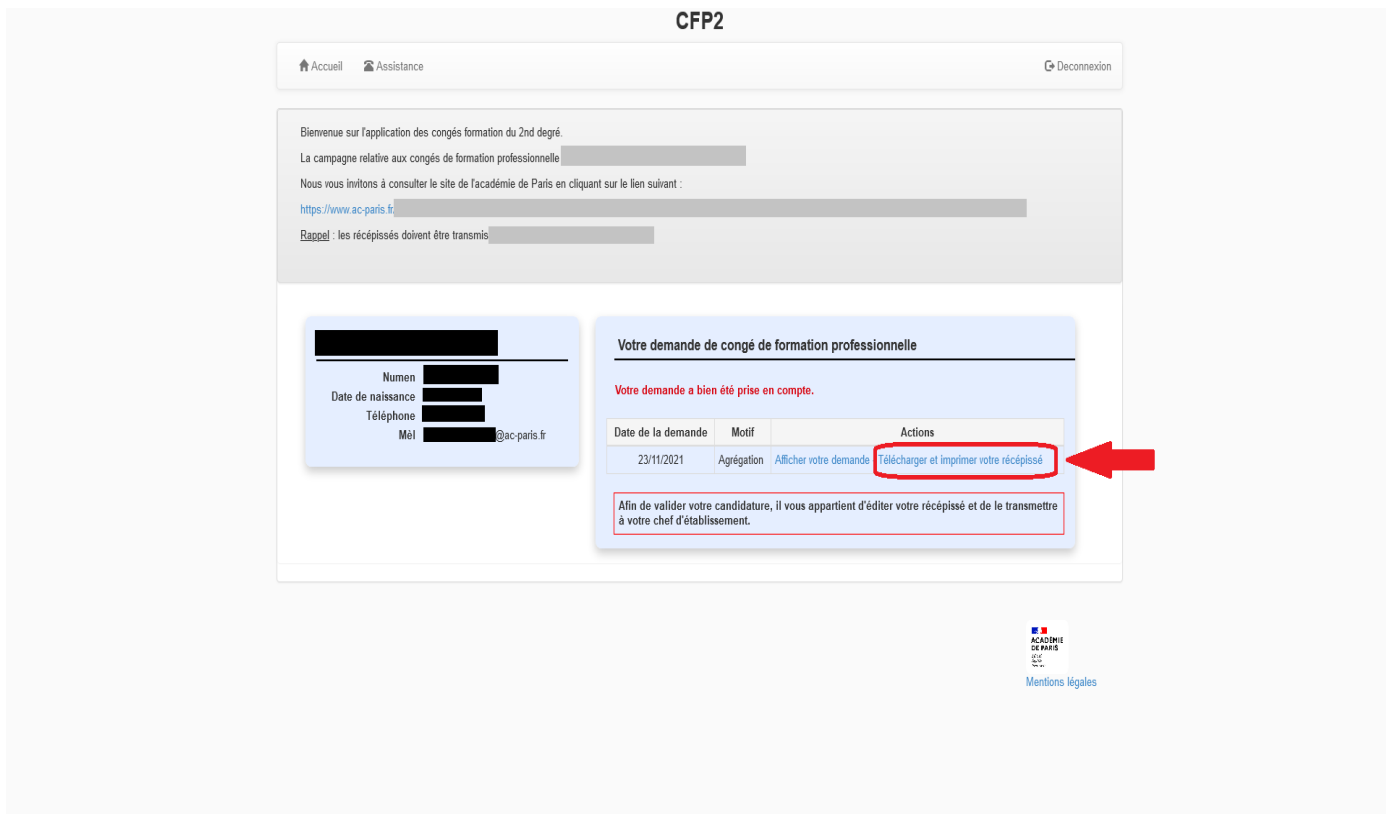 CFP2
Accueil Assistance Deconnexion
Bienvenue sur l'application des congés formation du 2nd degré.
La campagne relative aux congés de formation professionnelle
Nous vous invitons à consulter le site de l'académie de Paris en cliquant sur le lien suivant :
https://www.ac-paris.fr
Rappel : les récépissés doivent être transmis
Numen
Date de naissance
Téléphone
Mèl @ac-paris.fr
Votre demande de congé de formation professionnelle
Votre demande a bien été prise en compte.
Date de la demande Motif Actions
23/11/2021 Agrégation Afficher votre demande Télécharger et imprimer votre récépissé
Afin de valider votre candidature, il vous appartient d'éditer votre récépissé et de le transmettre
à votre chef d'établissement.
ACADÉMIE
DE PARIS
Mentions légales